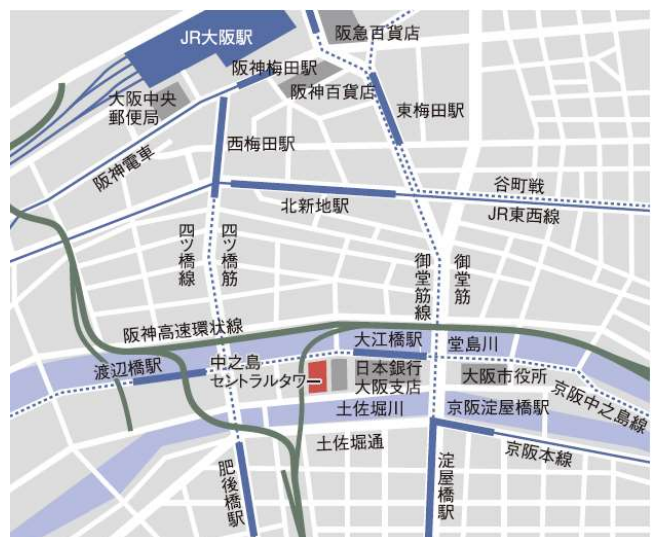 JR大阪駅
阪急百貨店
阪神梅田駅
阪神百貨店
大阪中央
郵便局
東梅田駅
西梅田駅
阪神電車
谷町戦
北新地駅
JR東西線
四ツ橋線
四ツ橋筋
御堂筋線
御堂筋
阪神高速環状線
大江橋駅
堂島川
渡辺橋駅
中之島
セントラルタワー
日本銀行
大阪支店
大阪市役所
京阪中之島線
土佐堀川
京阪淀屋橋駅
土佐堀通
京阪本線
肥後橋駅
淀屋橋駅